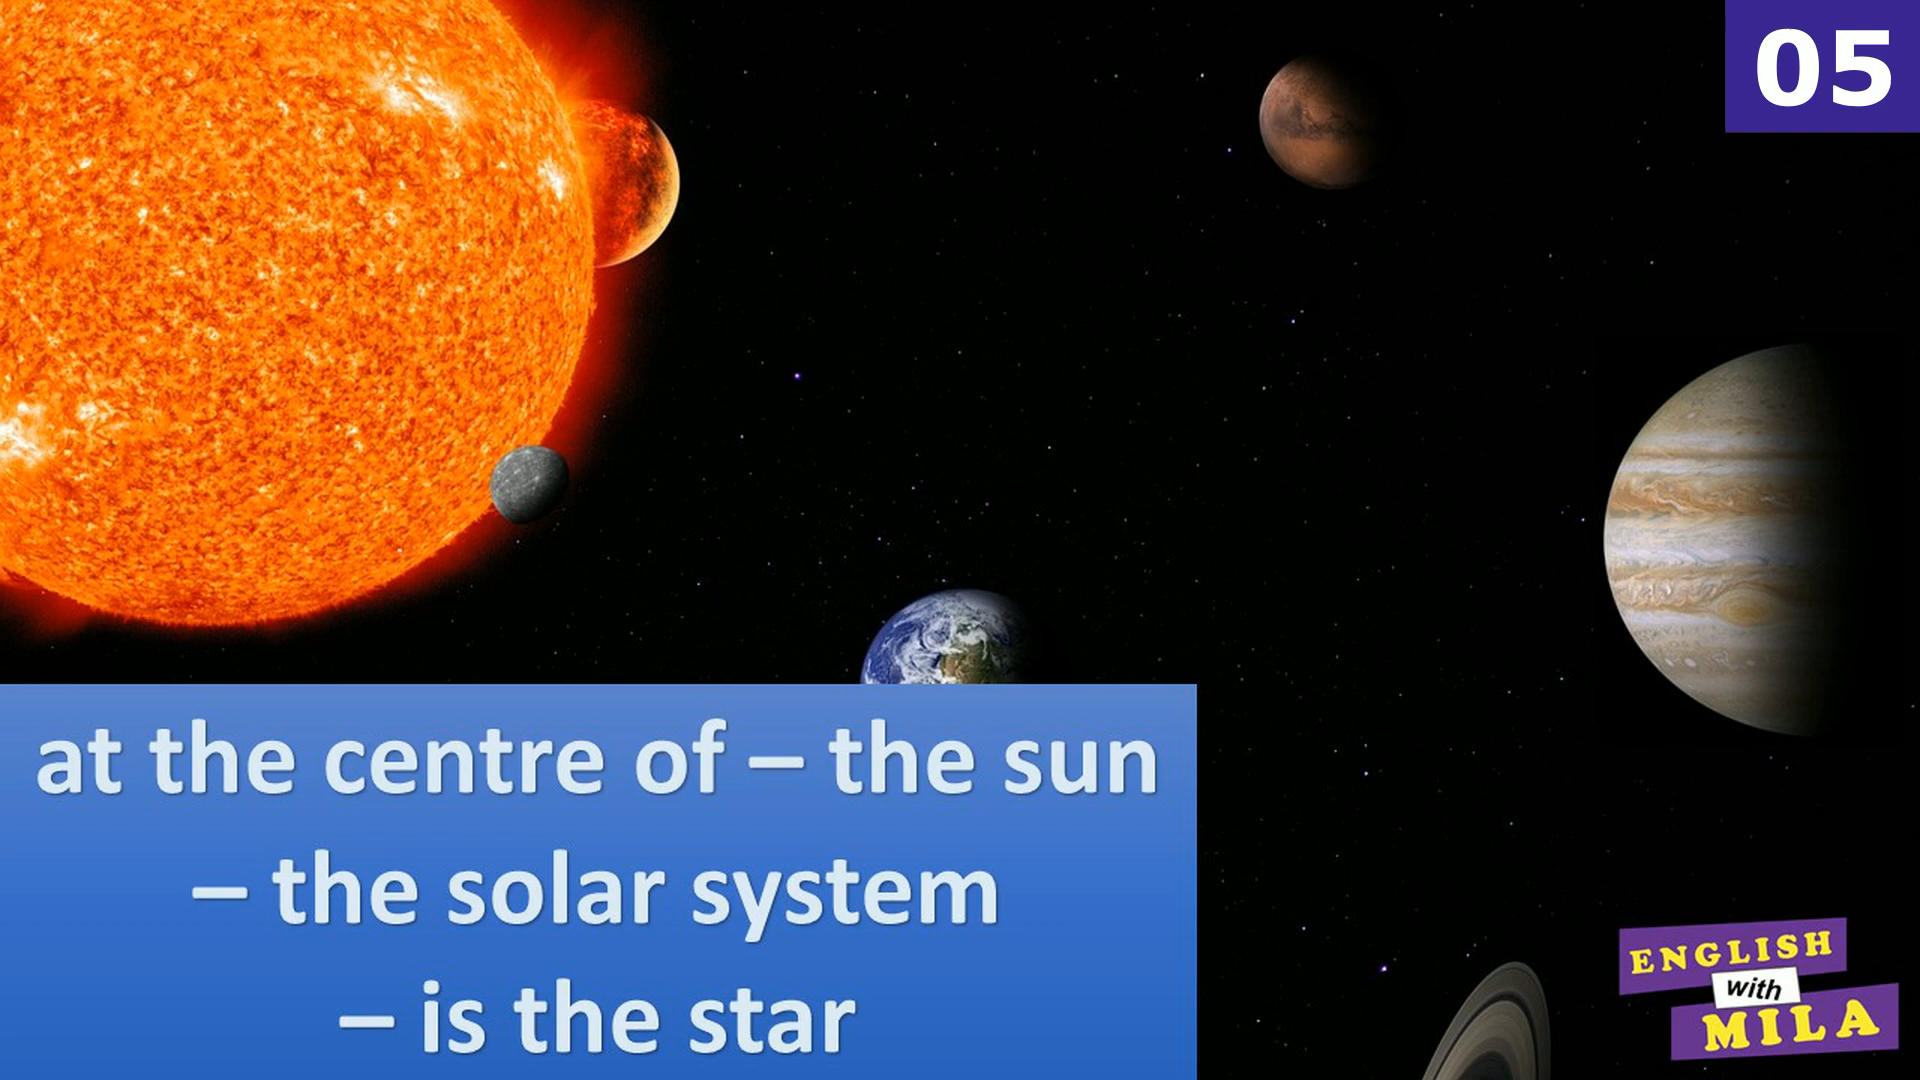 05
at the centre of – the sun
– the solar system
– is the star
ENGLISH
with
MILA